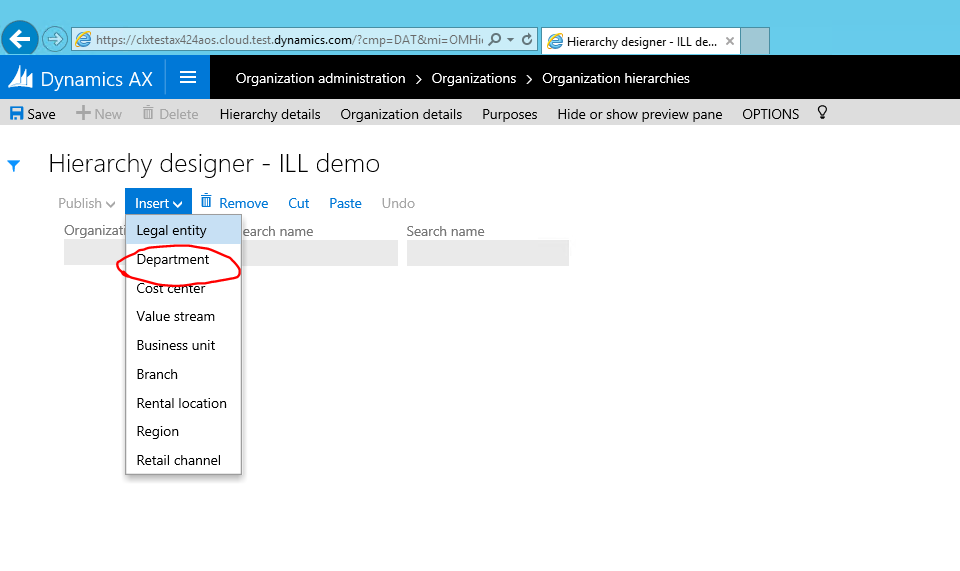 https://clxtestax424aos.cloud.test.dynamics.com/?cmp=DAT&mi=OMHi
Hierarchy designer - ILL de...
Dynamics AX
Organization administration > Organizations > Organization hierarchies
Save New Delete Hierarchy details Organization details Purposes Hide or show preview pane OPTIONS
Hierarchy designer - ILL demo
Publish Insert Remove Cut Paste Undo
Organizati earch name Search name
Legal entity
Department
Cost center
Value stream
Business unit
Branch
Rental location
Region
Retail channel